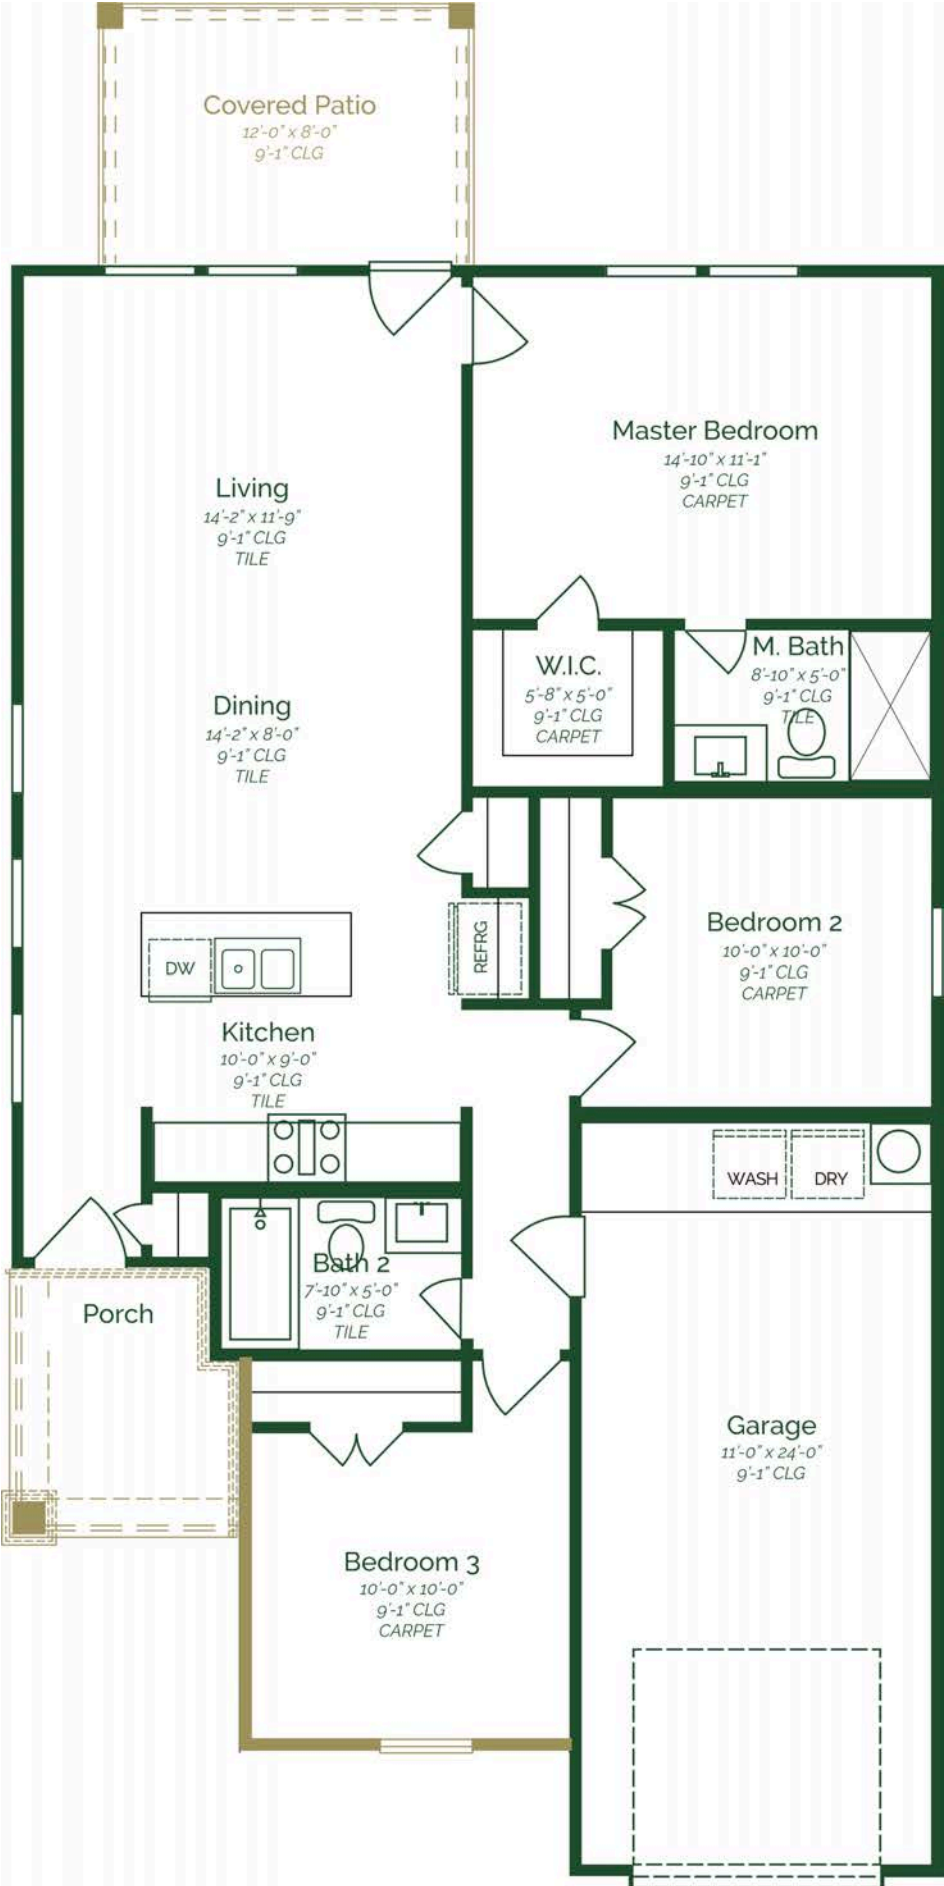 Covered Patio
12'-0" x 8'-0"
9'-1" CLG
Master Bedroom
14'-10" x 11'-1"
9'-1" CLG
CARPET
Living
14'-2" x 11'-9"
9'-1" CLG
TILE
W.I.C.
5'-8" x 5'-0"
9'-1" CLG
CARPET
M. Bath
8'-10" x 5'-0"
9'-1" CLG
TILE
Dining
14'-2" x 8'-0"
9'-1" CLG
TILE
Bedroom 2
10'-0" x 10'-0"
9'-1" CLG
CARPET
REFRG
DW
Kitchen
10'-0" x 9'-0"
9'-1" CLG
TILE
WASH
DRY
Bath 2
7'-10" x 5'-0"
9'-1" CLG
TILE
Porch
Garage
11'-0" x 24'-0"
9'-1" CLG
Bedroom 3
10'-0" x 10'-0"
9'-1" CLG
CARPET